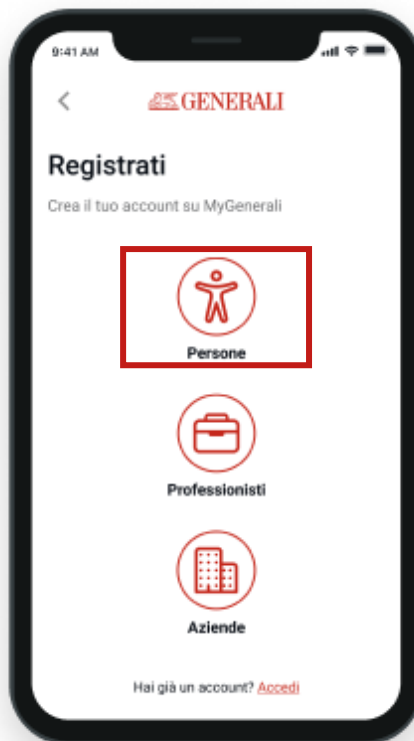 9:41 AM
GENERALI
Registrati
Crea il tuo account su MyGenerali
Persone
Professionisti
Aziende
Hai già un account? Accedi